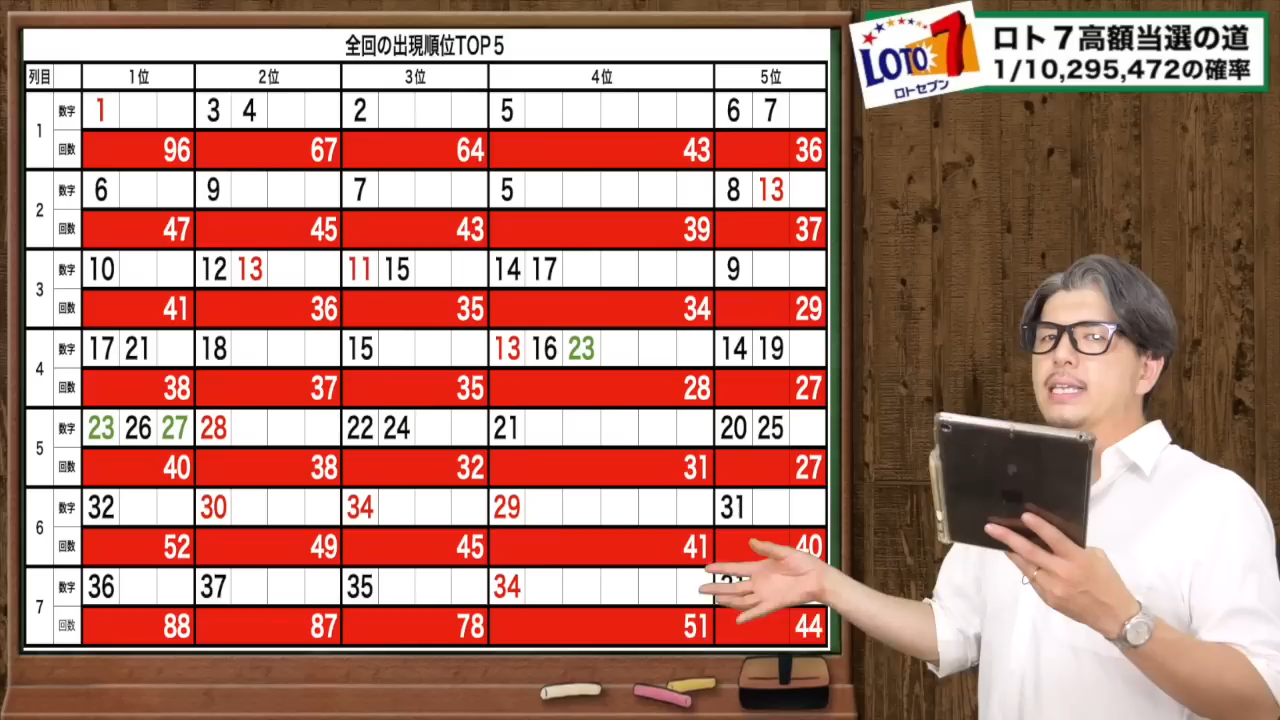 全回の出現順位TOP5
列目 1位 2位 3位 4位 5位
1 数字 1 3 4 2 5 6 7
回数 96 67 64 43 36
2 数字 6 9 7 5 8 13
回数 47 45 43 39 37
3 数字 10 12 13 11 15 14 17 9
回数 41 36 35 34 29
4 数字 17 21 18 15 13 16 23 14 19
回数 38 37 35 28 27
5 数字 23 26 27 28 22 24 21 20 25
回数 40 38 32 31 27
6 数字 32 30 34 29 31
回数 52 49 45 41 40
7 数字 36 37 35 34
回数 88 87 78 51 44
LOTO 7
ロトセブン
ロト7高額当選の道
1/10,295,472の確率